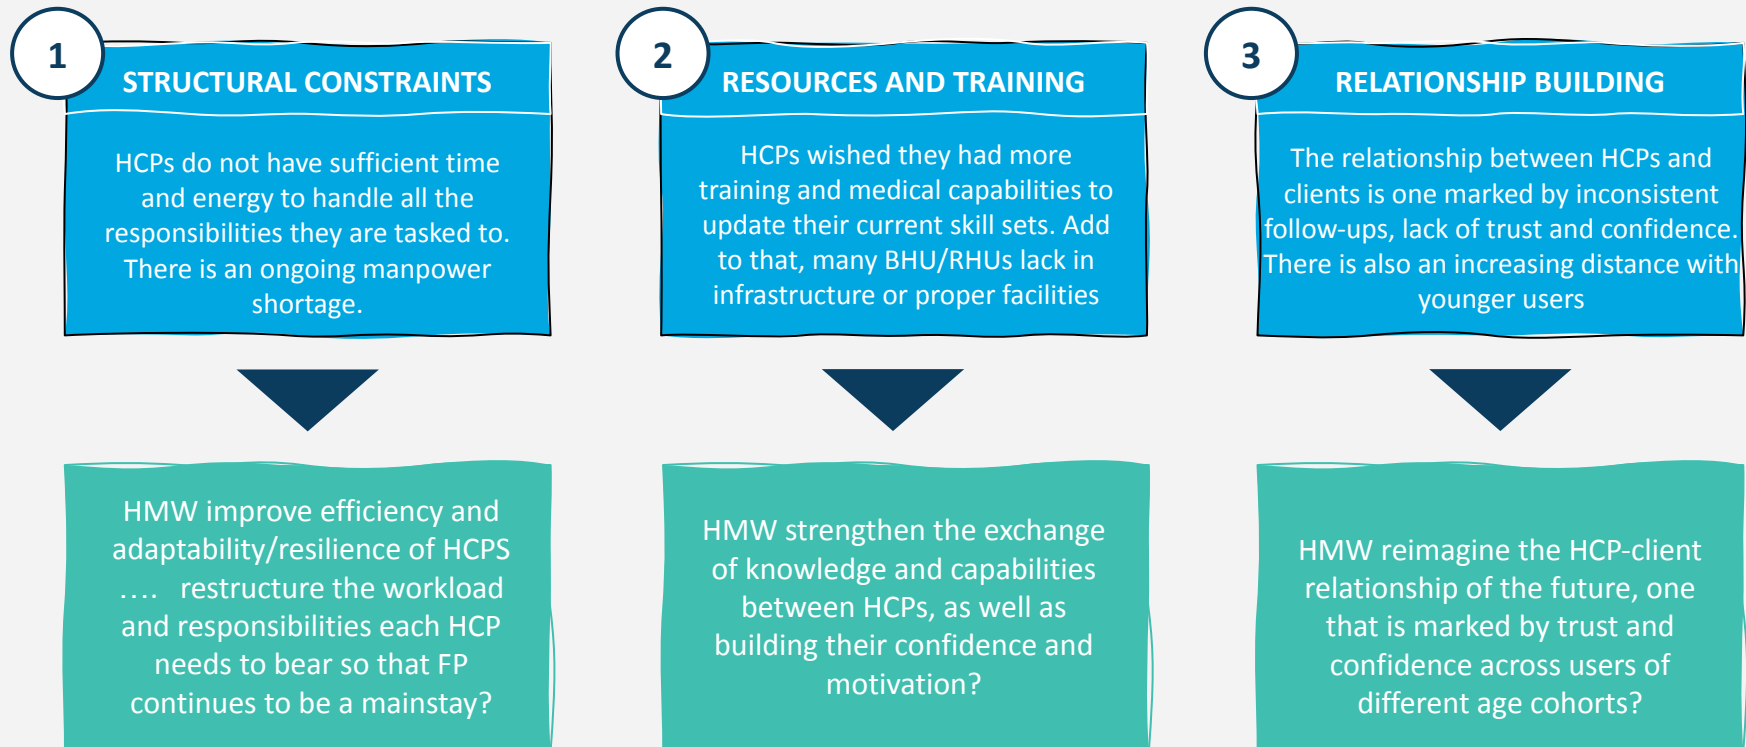 1
STRUCTURAL CONSTRAINTS
HCPs do not have sufficient time
and energy to handle all the
responsibilities they are tasked to.
There is an ongoing manpower
shortage.
HMW improve efficiency and
adaptability/resilience of HCPS
.... restructure the workload
and responsibilities each HCP
needs to bear so that FP
continues to be a mainstay?
2
RESOURCES AND TRAINING
HCPs wished they had more
training and medical capabilities to
update their current skill sets. Add
to that, many BHU/RHUs lack in
infrastructure or proper facilities
HMW strengthen the exchange
of knowledge and capabilities
between HCPs, as well as
building their confidence and
motivation?
3
RELATIONSHIP BUILDING
The relationship between HCPs and
clients is one marked by inconsistent
follow-ups, lack of trust and confidence.
There is also an increasing distance with
younger users
HMW reimagine the HCP-client
relationship of the future, one
that is marked by trust and
confidence across users of
different age cohorts?